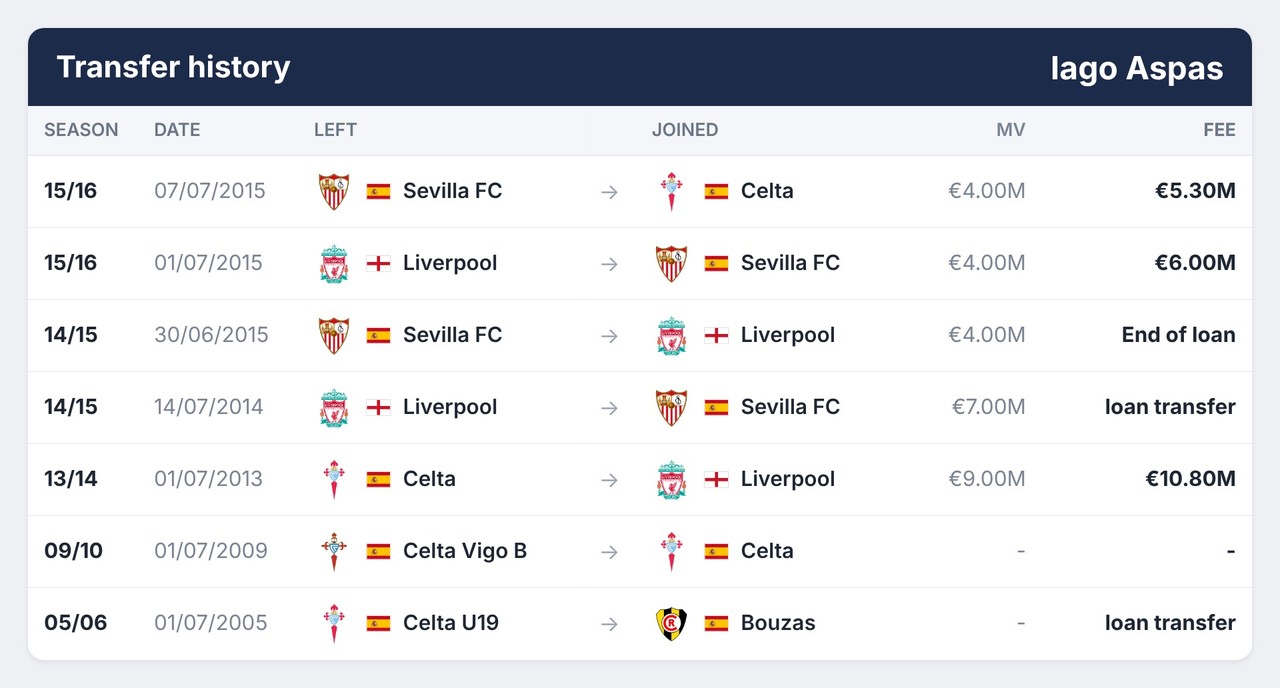 Transfer history Iago Aspas
SEASON DATE LEFT JOINED MV FEE
15/16 07/07/2015 Sevilla FC → Celta €4.00M €5.30M
15/16 01/07/2015 Liverpool → Sevilla FC €4.00M €6.00M
14/15 30/06/2015 Sevilla FC → Liverpool €4.00M End of loan
14/15 14/07/2014 Liverpool → Sevilla FC €7.00M loan transfer
13/14 01/07/2013 Celta → Liverpool €9.00M €10.80M
09/10 01/07/2009 Celta Vigo B → Celta - -
05/06 01/07/2005 Celta U19 → Bouzas - loan transfer